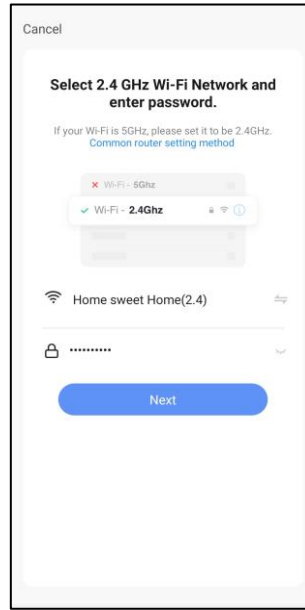 Cancel
Select 2.4 GHz Wi-Fi Network and
enter password.
If your Wi-Fi is 5GHz, please set it to be 2.4GHz.
Common router setting method
Wi-Fi - 5Ghz
Wi-Fi - 2.4Ghz
Home sweet Home(2.4)
••••••••••
Next